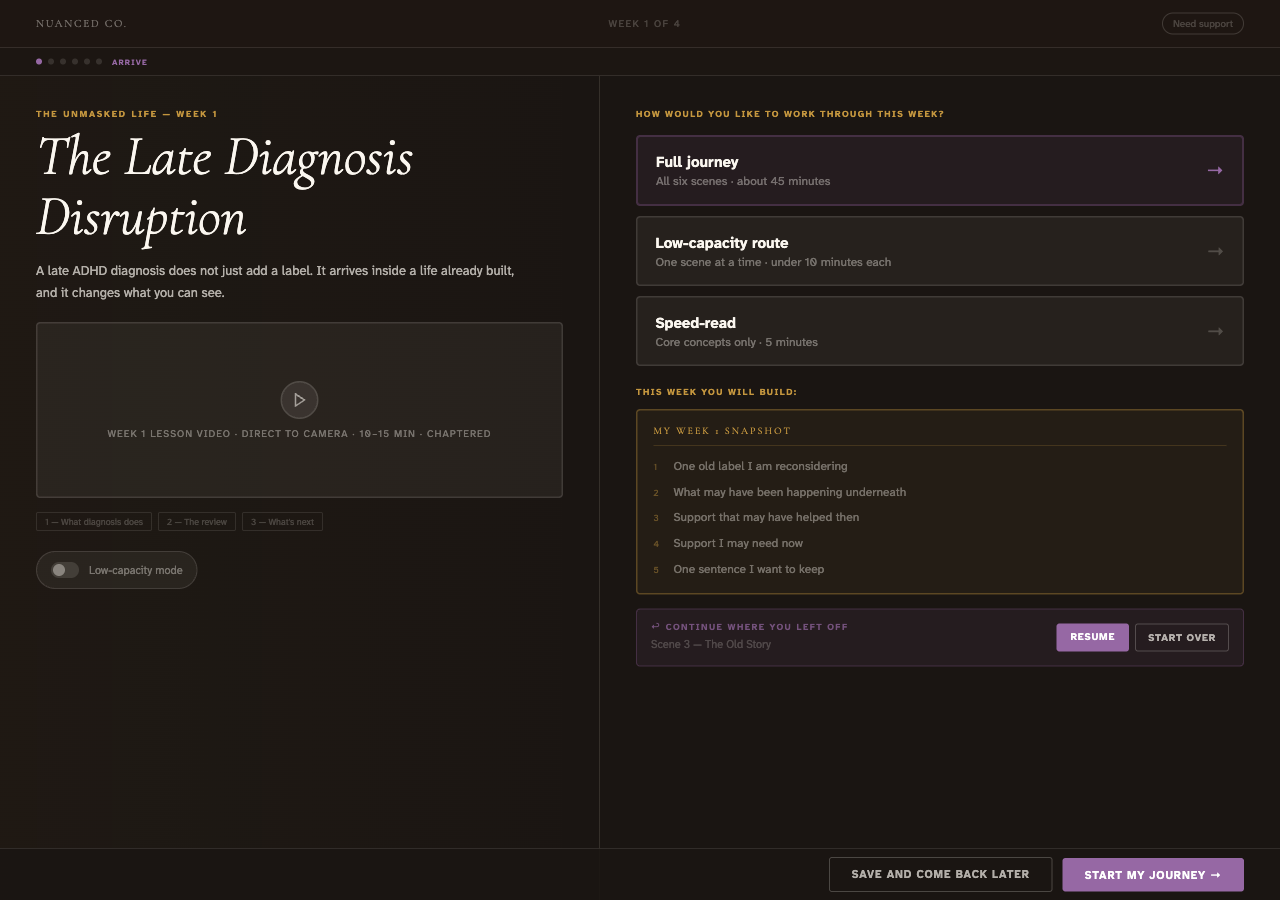 NUANCED CO.
WEEK 1 OF 4
Need support
ARRIVE
THE UNMASKED LIFE — WEEK 1
The Late Diagnosis
Disruption
A late ADHD diagnosis does not just add a label. It arrives inside a life already built,
and it changes what you can see.
WEEK 1 LESSON VIDEO · DIRECT TO CAMERA · 10–15 MIN · CHAPTERED
1 — What diagnosis does
2 — The review
3 — What's next
Low-capacity mode
HOW WOULD YOU LIKE TO WORK THROUGH THIS WEEK?
Full journey
All six scenes · about 45 minutes
→
Low-capacity route
One scene at a time · under 10 minutes each
→
Speed-read
Core concepts only · 5 minutes
→
THIS WEEK YOU WILL BUILD:
MY WEEK 1 SNAPSHOT
1 One old label I am reconsidering
2 What may have been happening underneath
3 Support that may have helped then
4 Support I may need now
5 One sentence I want to keep
⏎ CONTINUE WHERE YOU LEFT OFF
Scene 3 — The Old Story
RESUME
START OVER
SAVE AND COME BACK LATER
START MY JOURNEY →